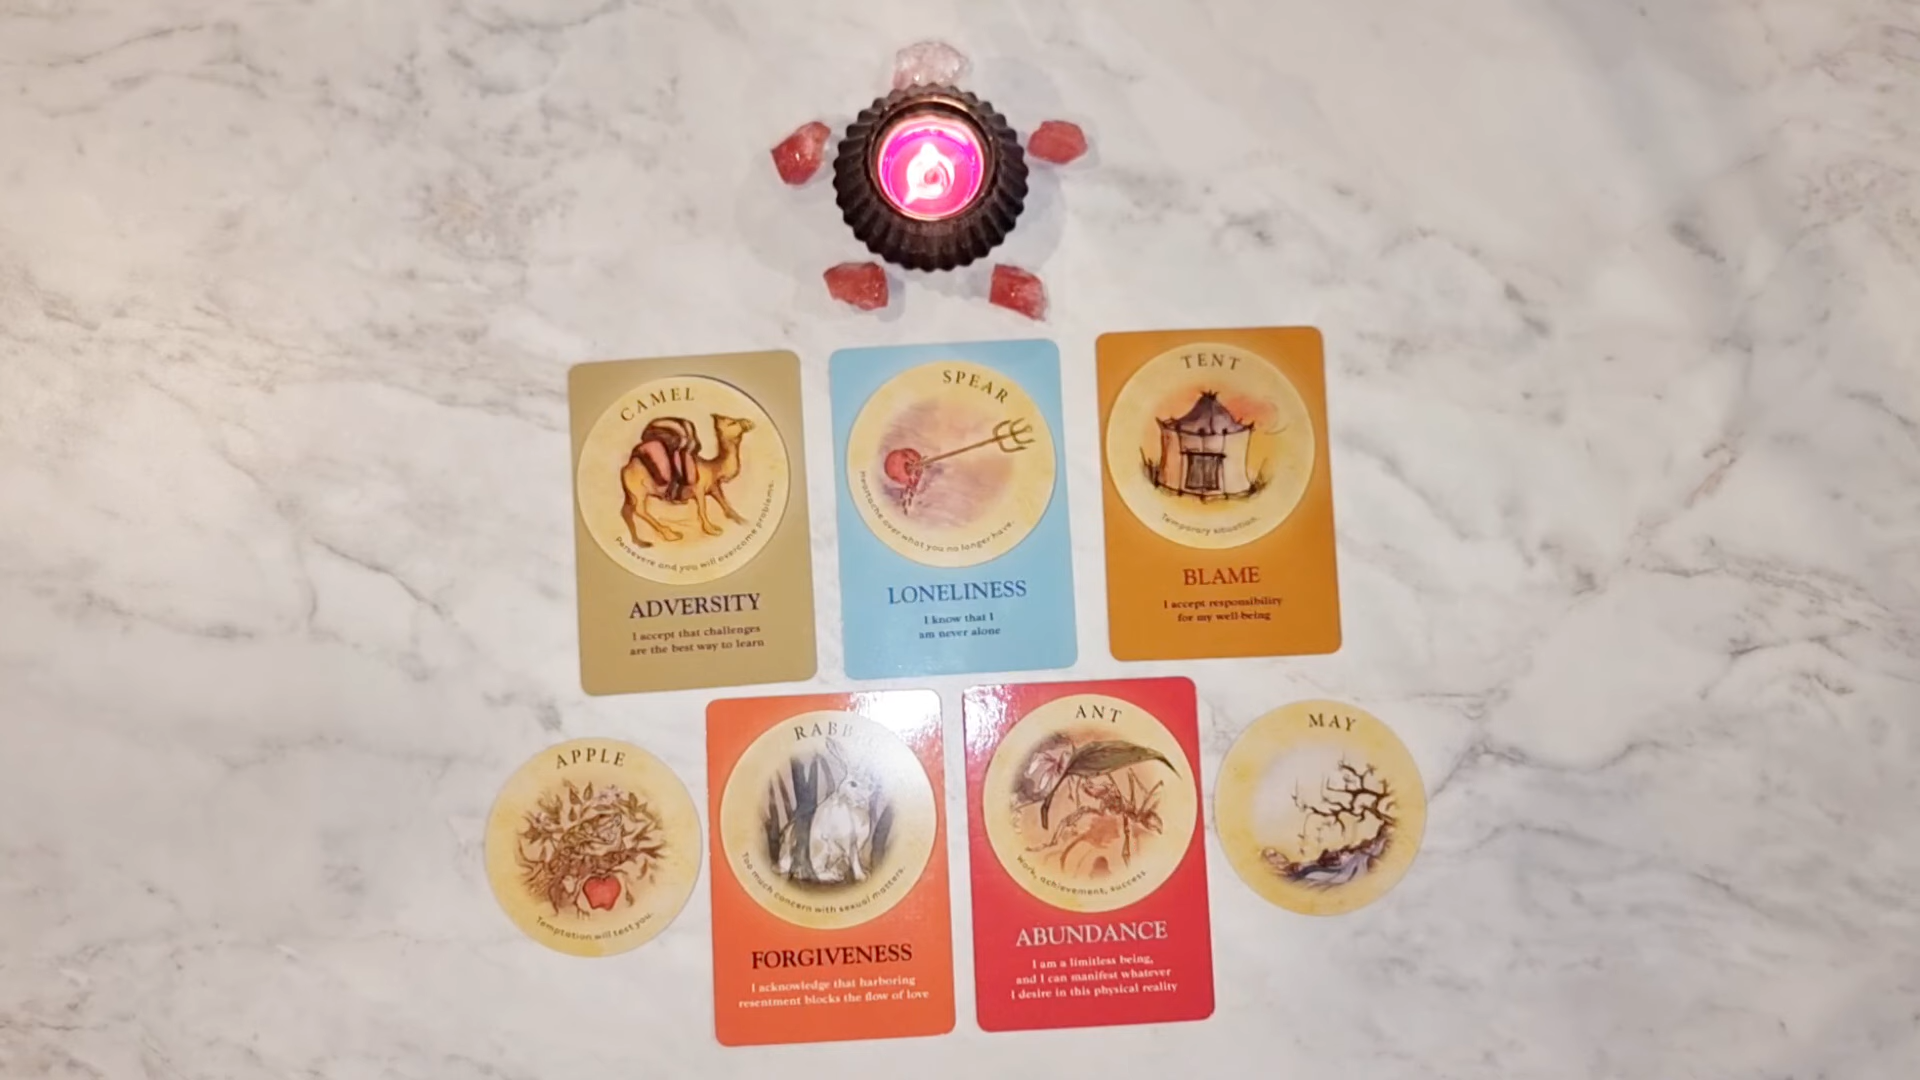 CAMEL
Persevere and you will overcome problems.
ADVERSITY
I accept that challenges
are the best way to learn
SPEAR
Heartache over what you no longer have.
LONELINESS
I know that I
am never alone
TENT
Temporary situation.
BLAME
I accept responsibility
for my well-being
APPLE
Temptation will test you.
RABB
Too much concern with sexual matters.
FORGIVENESS
I acknowledge that harboring
resentment blocks the flow of love
ANT
Work, achievement, success
ABUNDANCE
I am a limitless being,
and I can manifest whatever
I desire in this physical reality
MAY